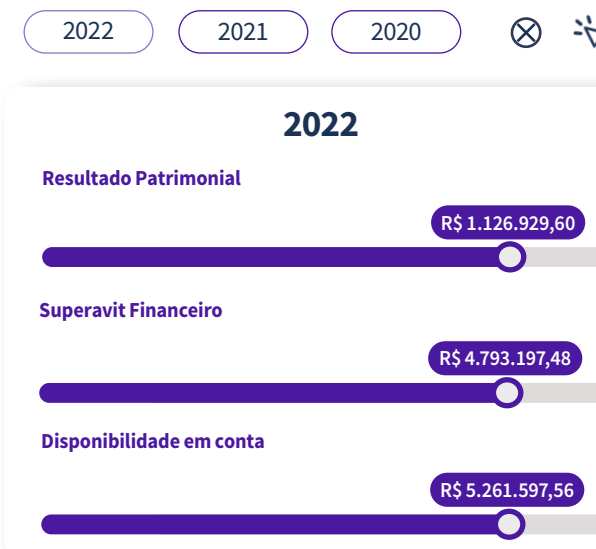 2022 2021 2020
2022
Resultado Patrimonial
R$ 1.126.929,60
Superavit Financeiro
R$ 4.793.197,48
Disponibilidade em conta
R$ 5.261.597,56